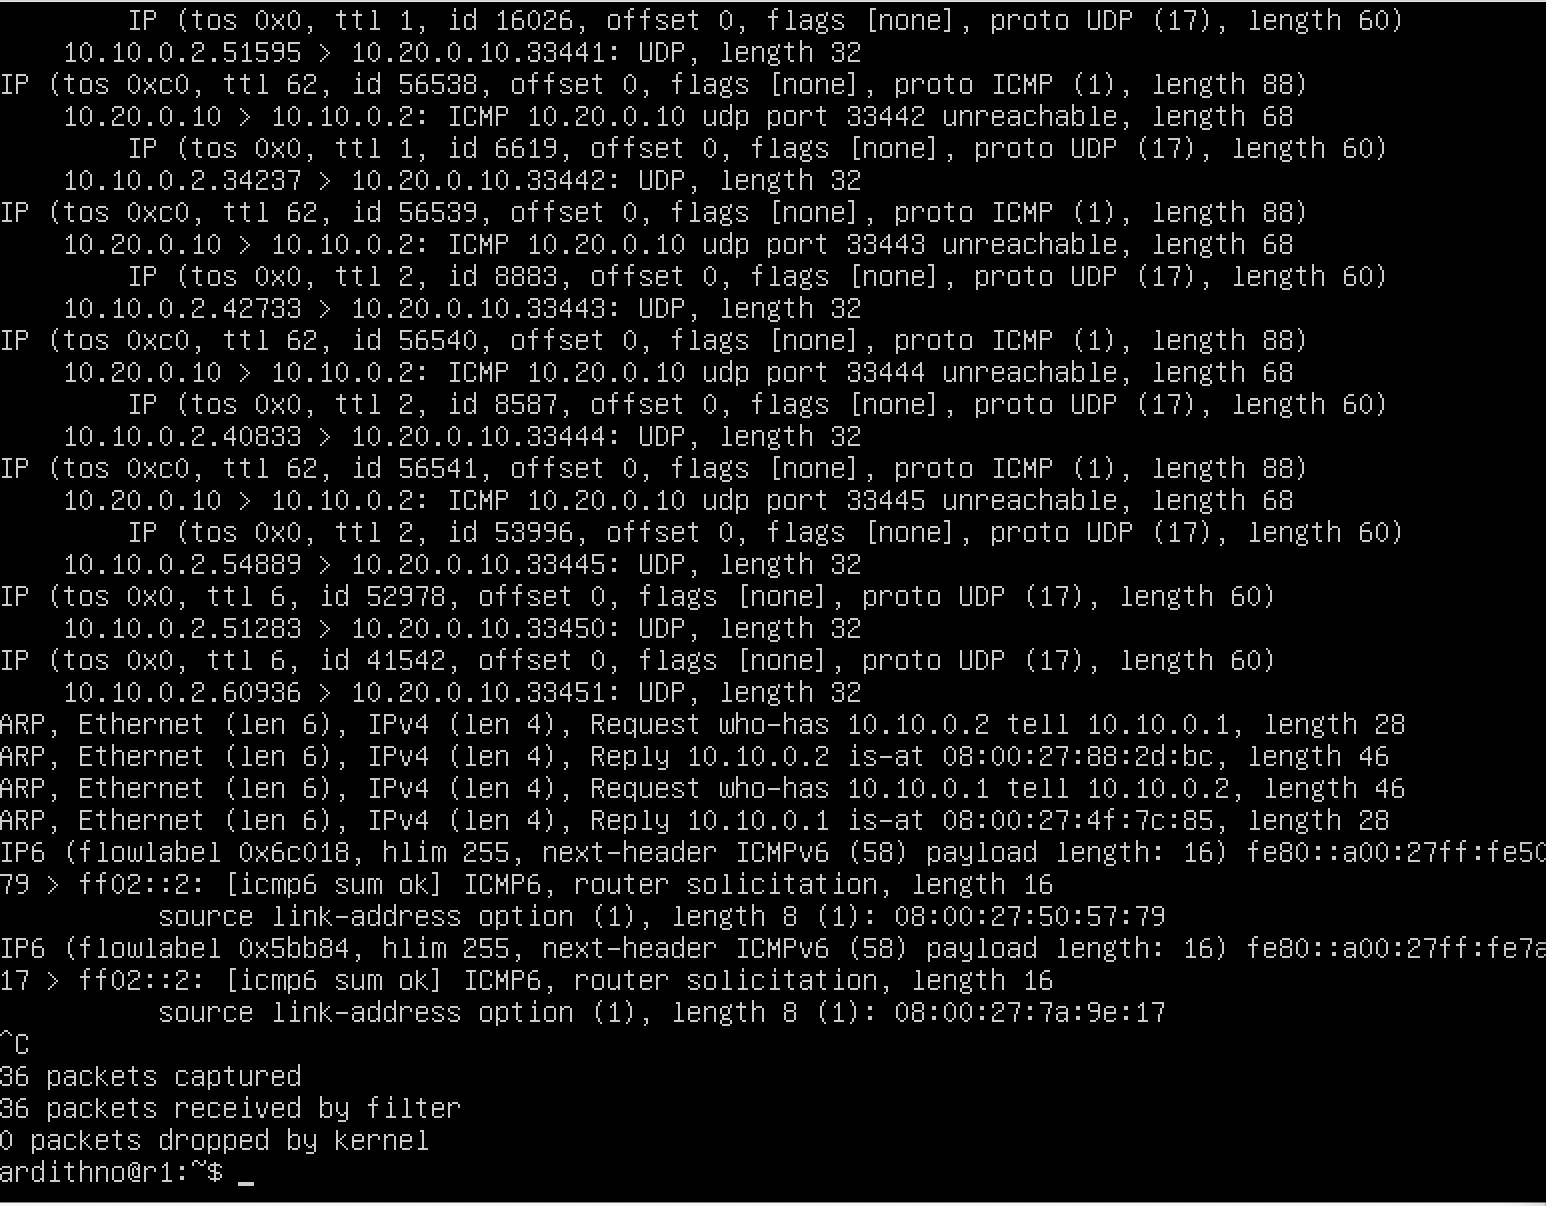 IP (tos 0x0, ttl 1, id 16026, offset 0, flags [none], proto UDP (17), length 60)
10.10.0.2.51595 > 10.20.0.10.33441: UDP, length 32
IP (tos 0xc0, ttl 62, id 56538, offset 0, flags [none], proto ICMP (1), length 88)
10.20.0.10 > 10.10.0.2: ICMP 10.20.0.10 udp port 33442 unreachable, length 68
IP (tos 0x0, ttl 1, id 6619, offset 0, flags [none], proto UDP (17), length 60)
10.10.0.2.34237 > 10.20.0.10.33442: UDP, length 32
IP (tos 0xc0, ttl 62, id 56539, offset 0, flags [none], proto ICMP (1), length 88)
10.20.0.10 > 10.10.0.2: ICMP 10.20.0.10 udp port 33443 unreachable, length 68
IP (tos 0x0, ttl 2, id 8883, offset 0, flags [none], proto UDP (17), length 60)
10.10.0.2.42733 > 10.20.0.10.33443: UDP, length 32
IP (tos 0xc0, ttl 62, id 56540, offset 0, flags [none], proto ICMP (1), length 88)
10.20.0.10 > 10.10.0.2: ICMP 10.20.0.10 udp port 33444 unreachable, length 68
IP (tos 0x0, ttl 2, id 8587, offset 0, flags [none], proto UDP (17), length 60)
10.10.0.2.40833 > 10.20.0.10.33444: UDP, length 32
IP (tos 0xc0, ttl 62, id 56541, offset 0, flags [none], proto ICMP (1), length 88)
10.20.0.10 > 10.10.0.2: ICMP 10.20.0.10 udp port 33445 unreachable, length 68
IP (tos 0x0, ttl 2, id 53996, offset 0, flags [none], proto UDP (17), length 60)
10.10.0.2.54889 > 10.20.0.10.33445: UDP, length 32
IP (tos 0x0, ttl 6, id 52978, offset 0, flags [none], proto UDP (17), length 60)
10.10.0.2.51283 > 10.20.0.10.33450: UDP, length 32
IP (tos 0x0, ttl 6, id 41542, offset 0, flags [none], proto UDP (17), length 60)
10.10.0.2.60936 > 10.20.0.10.33451: UDP, length 32
ARP, Ethernet (len 6), IPv4 (len 4), Request who-has 10.10.0.2 tell 10.10.0.1, length 28
ARP, Ethernet (len 6), IPv4 (len 4), Reply 10.10.0.2 is-at 08:00:27:88:2d:bc, length 46
ARP, Ethernet (len 6), IPv4 (len 4), Request who-has 10.10.0.1 tell 10.10.0.2, length 46
ARP, Ethernet (len 6), IPv4 (len 4), Reply 10.10.0.1 is-at 08:00:27:4f:7c:85, length 28
IP6 (flowlabel 0x6c018, hlim 255, next-header ICMPv6 (58) payload length: 16) fe80::a00:27ff:fe50
79 > ff02::2: [icmp6 sum ok] ICMP6, router solicitation, length 16
source link-address option (1), length 8 (1): 08:00:27:50:57:79
IP6 (flowlabel 0x5bb84, hlim 255, next-header ICMPv6 (58) payload length: 16) fe80::a00:27ff:fe7a
17 > ff02::2: [icmp6 sum ok] ICMP6, router solicitation, length 16
source link-address option (1), length 8 (1): 08:00:27:7a:9e:17
^C
36 packets captured
36 packets received by filter
0 packets dropped by kernel
ardithno@r1:~$ _